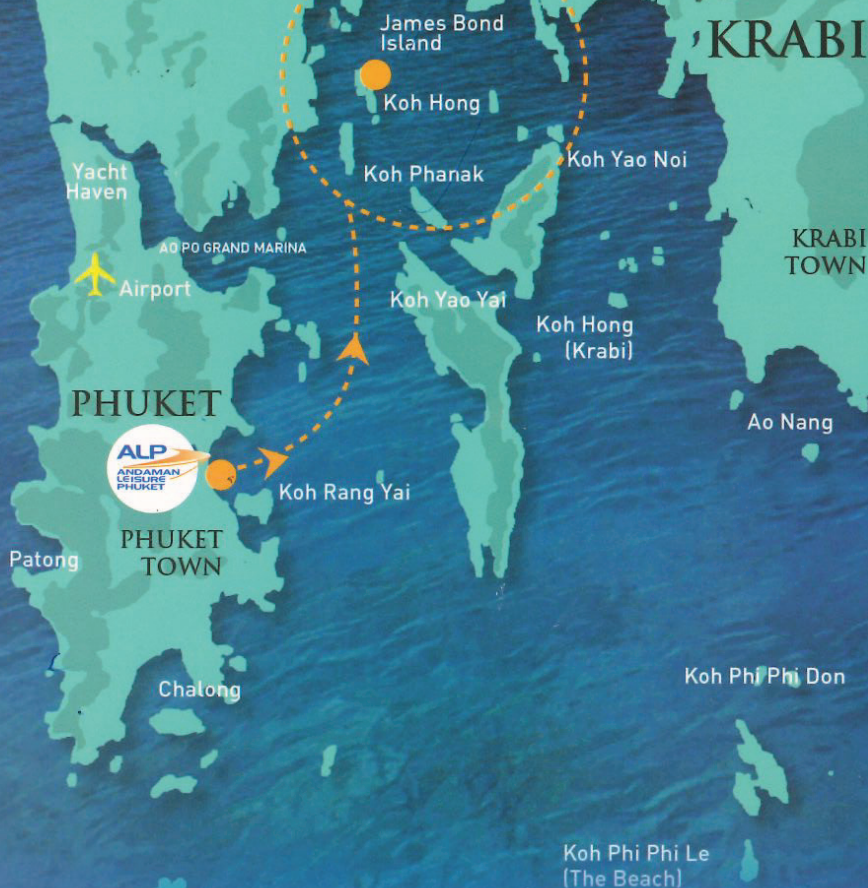 James Bond
Island
KRABI
Koh Hong
Koh Yao Noi
Yacht
Haven
Koh Phanak
AO PO GRAND MARINA
KRABI
TOWN
Airport
Koh Yao Yai
Koh Hong
(Krabi)
PHUKET
Ao Nang
ALP
ANDAMAN
LEISURE
PHUKET
Koh Rang Yai
PHUKET
TOWN
Patong
Koh Phi Phi Don
Chalong
Koh Phi Phi Le
(The Beach)